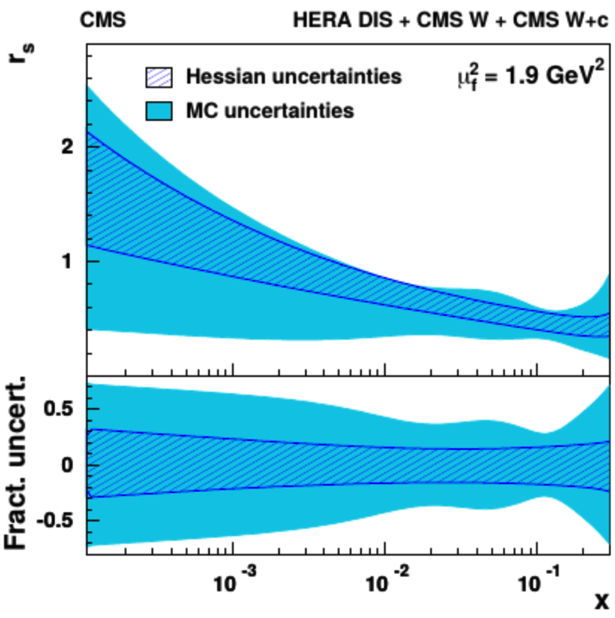 CMS
HERA DIS + CMS W + CMS W+c
r_s
Hessian uncertainties
μ_f^2 = 1.9 GeV^2
MC uncertainties
2
1
Fract. uncert.
0.5
0
-0.5
10^-3
10^-2
10^-1
x